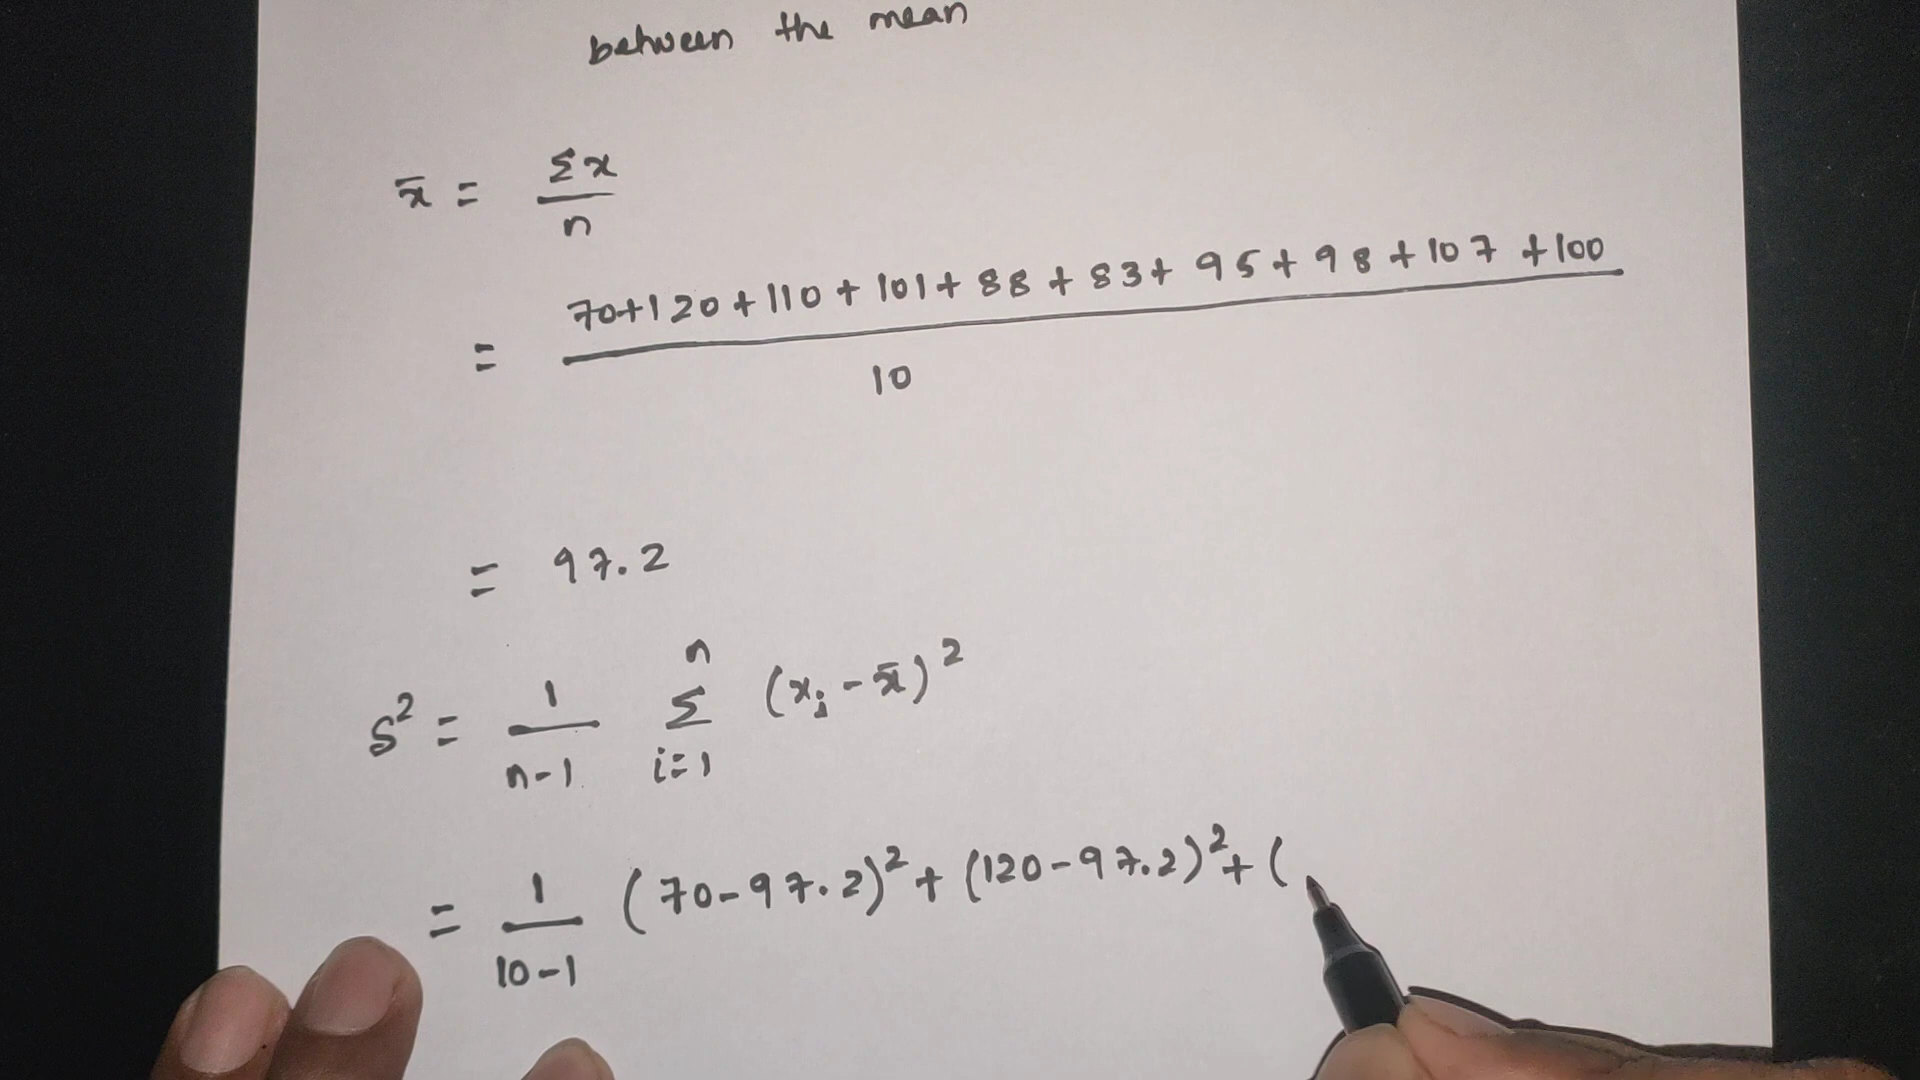 between the mean
x̄ = Σx / n
= 70+120+110+101+88+83+95+98+107+100 / 10
= 97.2
S² = 1/(n-1) Σ i=1 n (xi - x̄)²
= 1/(10-1) (70-97.2)² + (120-97.2)² + (